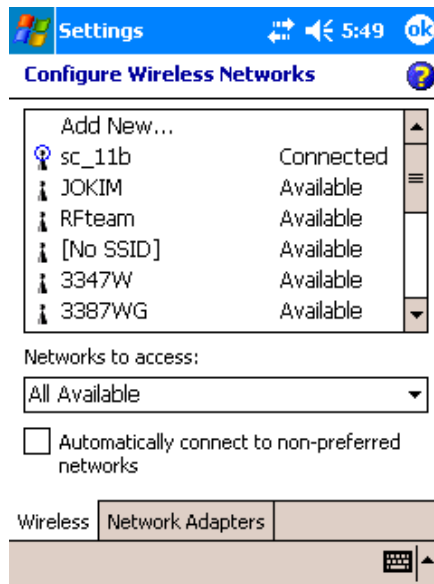 Settings 5:49 ok
Configure Wireless Networks ?
Add New...
sc_11b Connected
JOKIM Available
RFteam Available
[No SSID] Available
3347W Available
3387WG Available
Networks to access:
All Available
Automatically connect to non-preferred
networks
Wireless Network Adapters